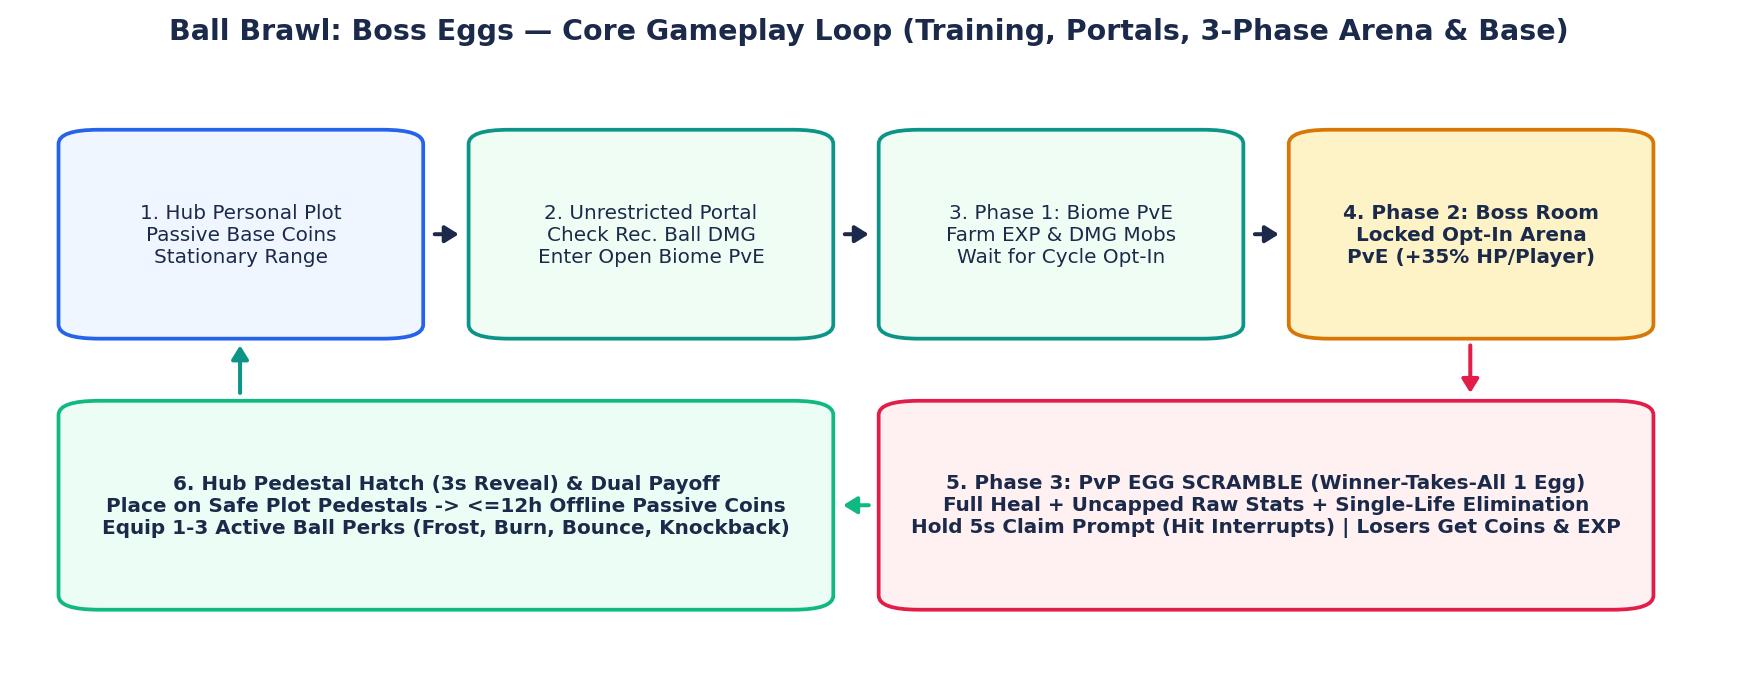 Ball Brawl: Boss Eggs — Core Gameplay Loop (Training, Portals, 3-Phase Arena & Base)
1. Hub Personal Plot
Passive Base Coins
Stationary Range
2. Unrestricted Portal
Check Rec. Ball DMG
Enter Open Biome PvE
3. Phase 1: Biome PvE
Farm EXP & DMG Mobs
Wait for Cycle Opt-In
4. Phase 2: Boss Room
Locked Opt-In Arena
PvE (+35% HP/Player)
5. Phase 3: PvP EGG SCRAMBLE (Winner-Takes-All 1 Egg)
Full Heal + Uncapped Raw Stats + Single-Life Elimination
Hold 5s Claim Prompt (Hit Interrupts) | Losers Get Coins & EXP
6. Hub Pedestal Hatch (3s Reveal) & Dual Payoff
Place on Safe Plot Pedestals -> <=12h Offline Passive Coins
Equip 1-3 Active Ball Perks (Frost, Burn, Bounce, Knockback)